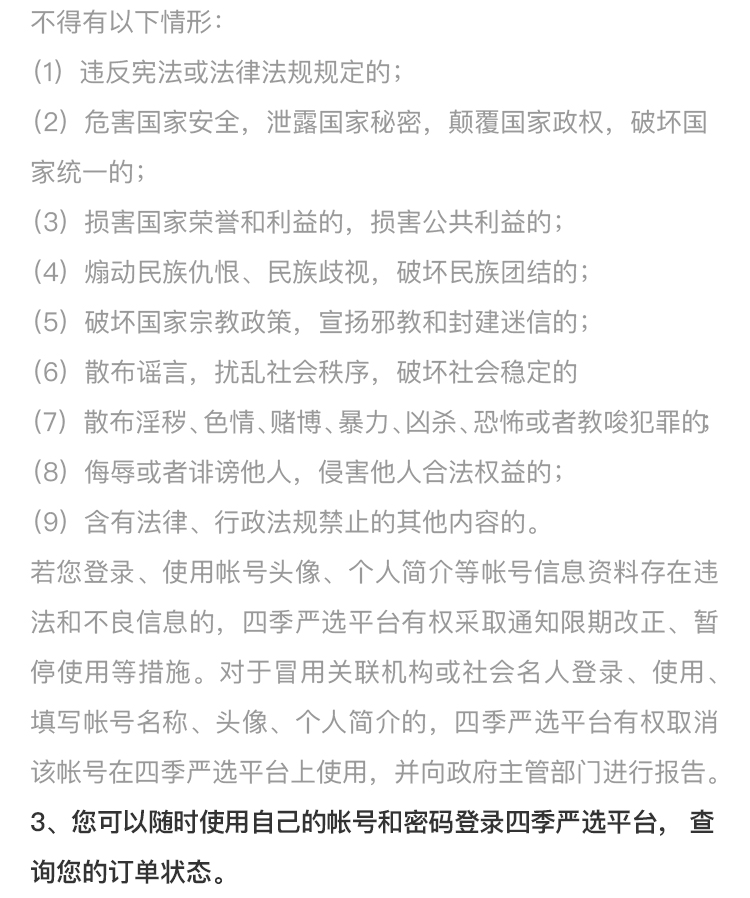 不得有以下情形：
(1) 违反宪法或法律法规规定的；
(2) 危害国家安全，泄露国家秘密，颠覆国家政权，破坏国
家统一的；
(3) 损害国家荣誉和利益的，损害公共利益的；
(4) 煽动民族仇恨、民族歧视，破坏民族团结的；
(5) 破坏国家宗教政策，宣扬邪教和封建迷信的；
(6) 散布谣言，扰乱社会秩序，破坏社会稳定的
(7) 散布淫秽、色情、赌博、暴力、凶杀、恐怖或者教唆犯罪的；
(8) 侮辱或者诽谤他人，侵害他人合法权益的；
(9) 含有法律、行政法规禁止的其他内容的。
若您登录、使用帐号头像、个人简介等帐号信息资料存在违
法和不良信息的，四季严选平台有权采取通知限期改正、暂
停使用等措施。对于冒用关联机构或社会名人登录、使用、
填写帐号名称、头像、个人简介的，四季严选平台有权取消
该帐号在四季严选平台上使用，并向政府主管部门进行报告。
3、您可以随时使用自己的帐号和密码登录四季严选平台， 查
询您的订单状态。